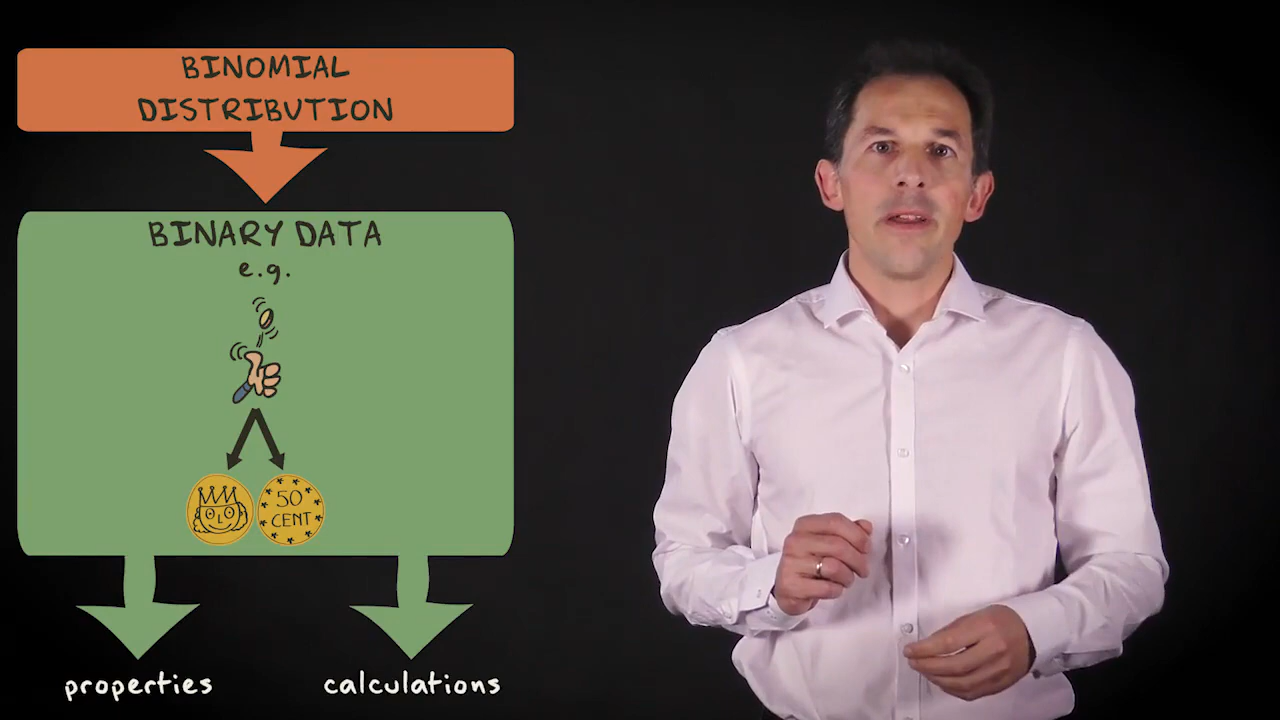 BINOMIAL
DISTRIBUTION
BINARY DATA
e.g.
50
CENT
properties
calculations